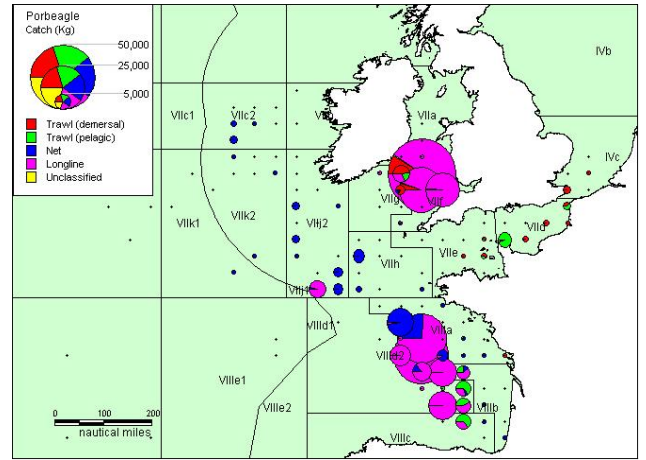 Porbeagle
Catch (Kg)
50,000
25,000
5,000
Trawl (demersal)
Trawl (pelagic)
Net
Longline
Unclassified
IVb
VIIc1
VIIc2
VIIa
IVc
VIIg
VIIf
VIIk1
VIIk2
VIIj2
VIId
VIIe
VIIh
VIIj1
VIIId1
VIIIa
VIIId2
VIIIe1
VIIIe2
VIIIb
0 100 200
nautical miles
VIIIc